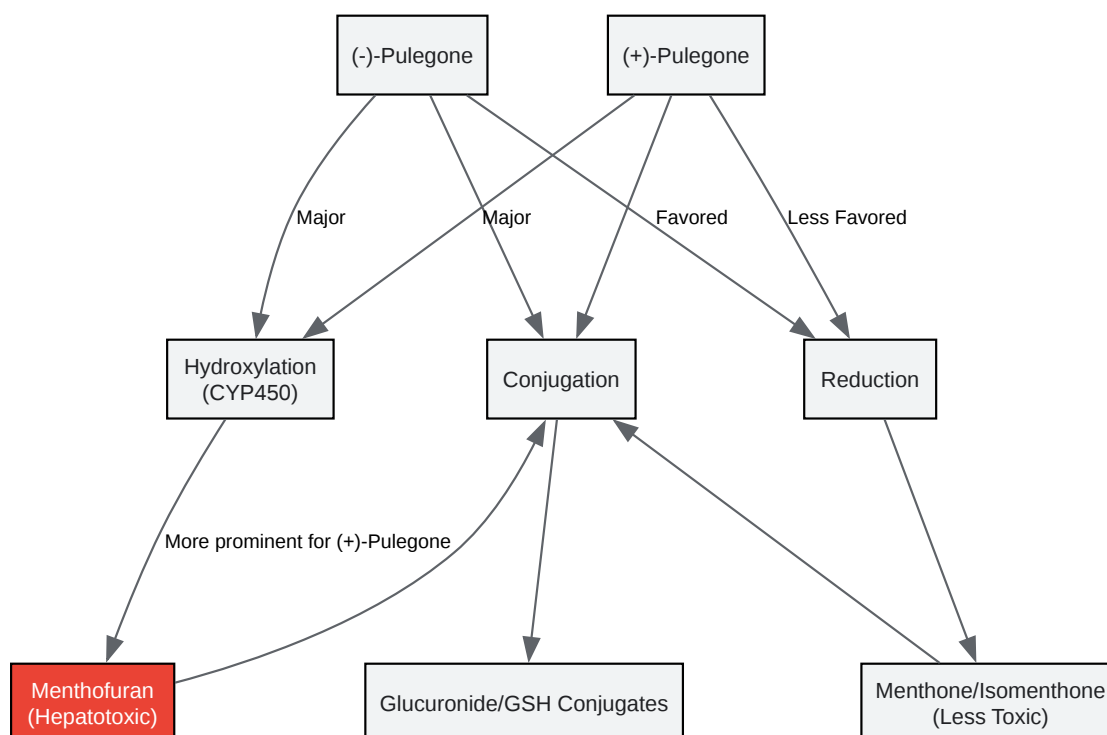 (-)-Pulegone
(+)-Pulegone
Major
Major
Favored
Less Favored
Hydroxylation
(CYP450)
Conjugation
Reduction
More prominent for (+)-Pulegone
Menthofuran
(Hepatotoxic)
Glucuronide/GSH Conjugates
Menthone/Isomenthone
(Less Toxic)